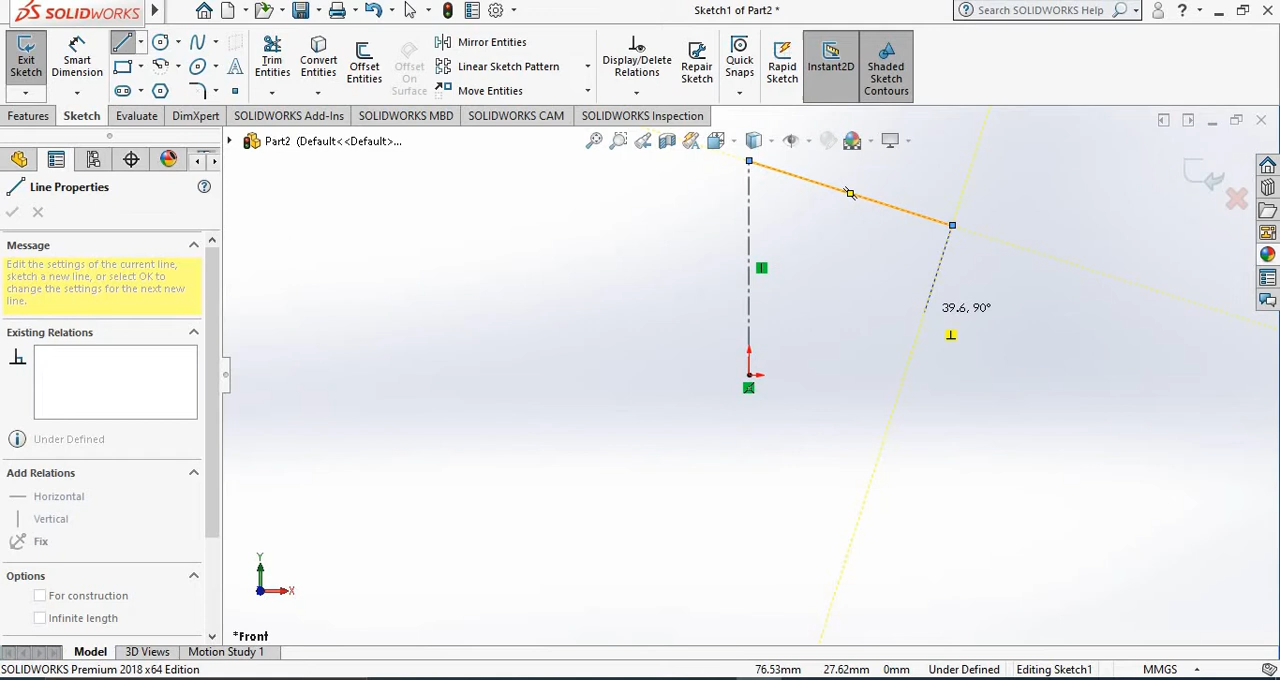 SOLIDWORKS
Sketch1 of Part2 *
Search SOLIDWORKS Help
Exit Sketch
Smart Dimension
Trim Entities
Convert Entities
Offset Entities
Offset On Surface
Mirror Entities
Linear Sketch Pattern
Move Entities
Display/Delete Relations
Repair Sketch
Quick Snaps
Rapid Sketch
Instant2D
Shaded Sketch Contours
Features
Sketch
Evaluate
DimXpert
SOLIDWORKS Add-Ins
SOLIDWORKS MBD
SOLIDWORKS CAM
SOLIDWORKS Inspection
Part2 (Default<<Default>...
Line Properties
Message
Edit the settings of the current line,
sketch a new line, or select OK to
change the settings for the next new
line.
Existing Relations
Under Defined
Add Relations
Horizontal
Vertical
Fix
Options
For construction
Infinite length
39.6, 90°
Y
X
*Front
Model
3D Views
Motion Study 1
SOLIDWORKS Premium 2018 x64 Edition
76.53mm
27.62mm
0mm
Under Defined
Editing Sketch1
MMGS